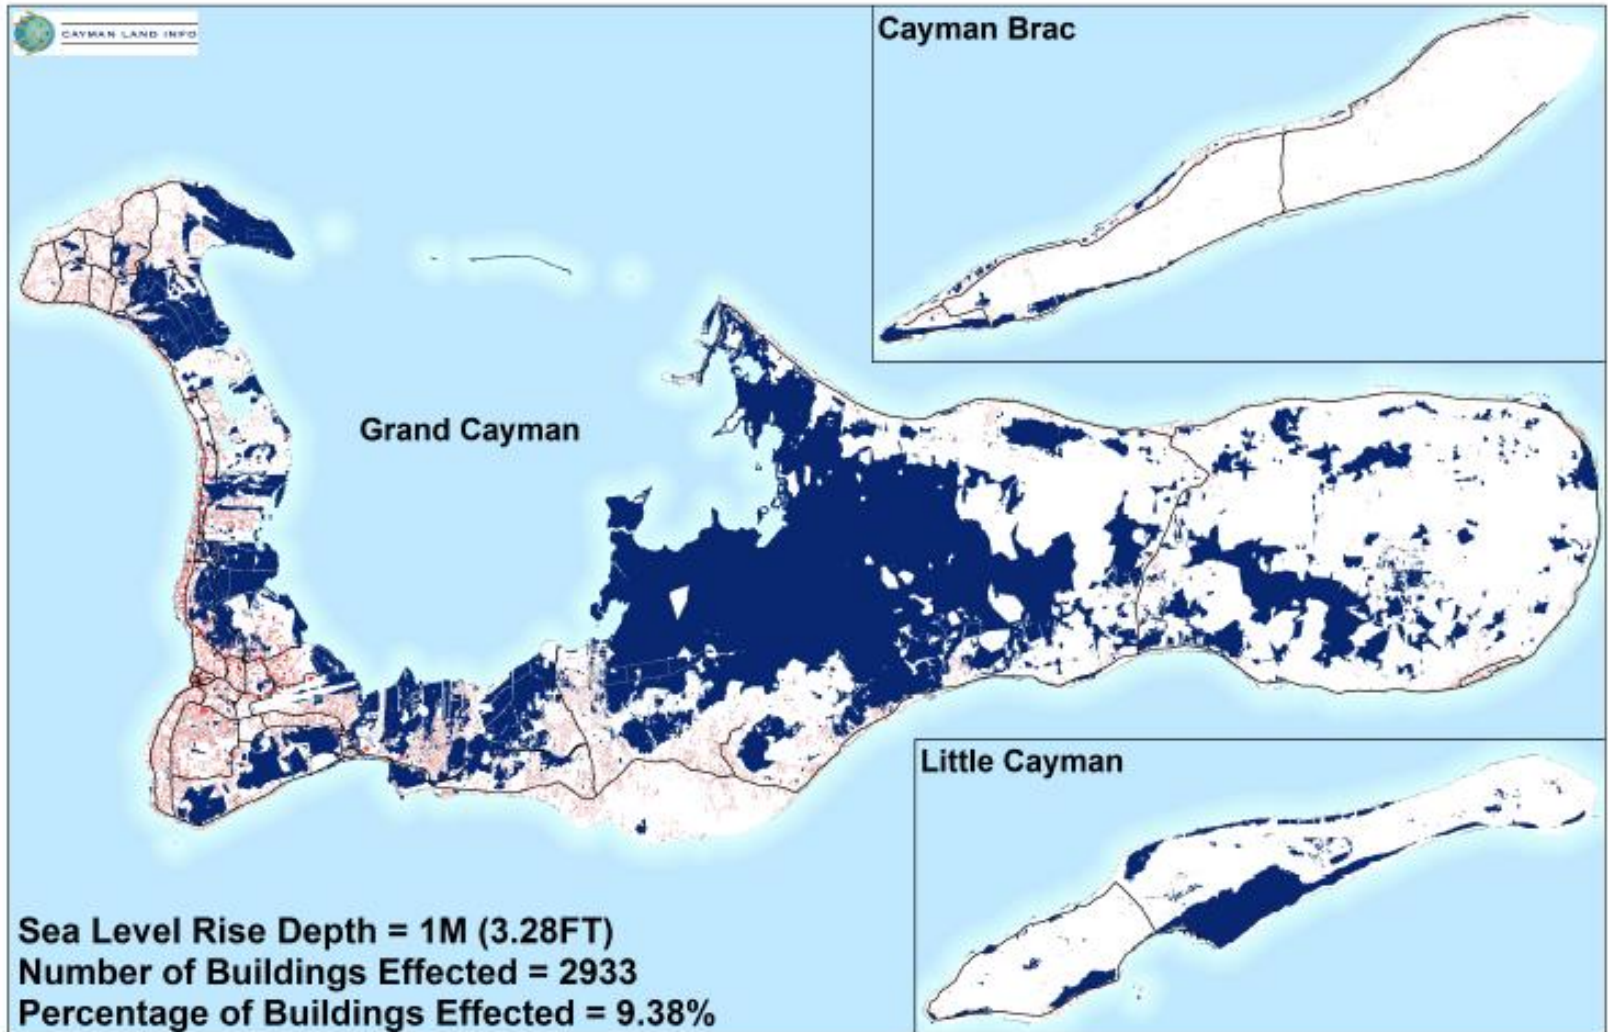 CAYMAN LAND INFO
Cayman Brac
Grand Cayman
Little Cayman
Sea Level Rise Depth = 1M (3.28FT)
Number of Buildings Effected = 2933
Percentage of Buildings Effected = 9.38%